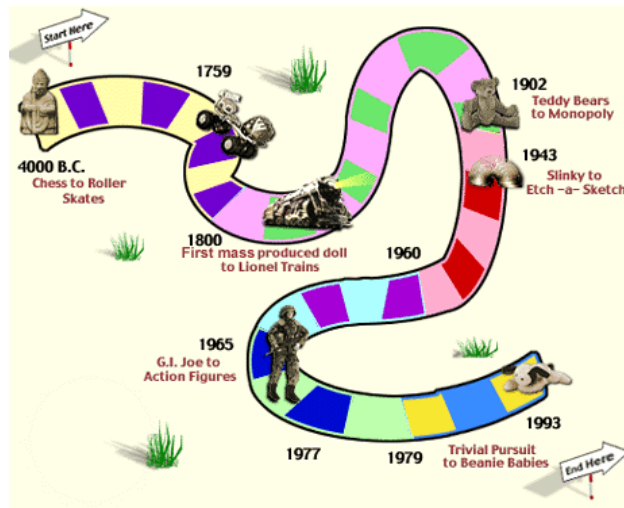 Start Here
4000 B.C.
Chess to Roller
Skates
1759
1800
First mass produced doll
to Lionel Trains
1902
Teddy Bears
to Monopoly
1943
Slinky to
Etch -a- Sketch
1960
1965
G.I. Joe to
Action Figures
1977
1979
Trivial Pursuit
to Beanie Babies
1993
End Here